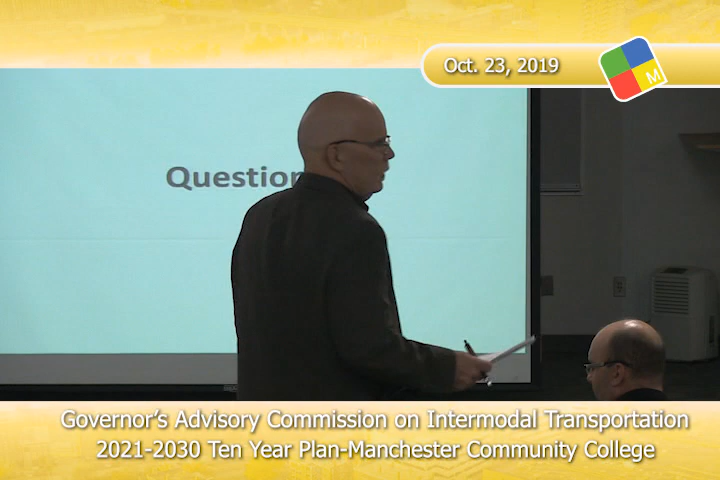 Oct. 23, 2019
M
Question
Governor's Advisory Commission on Intermodal Transportation
2021-2030 Ten Year Plan-Manchester Community College